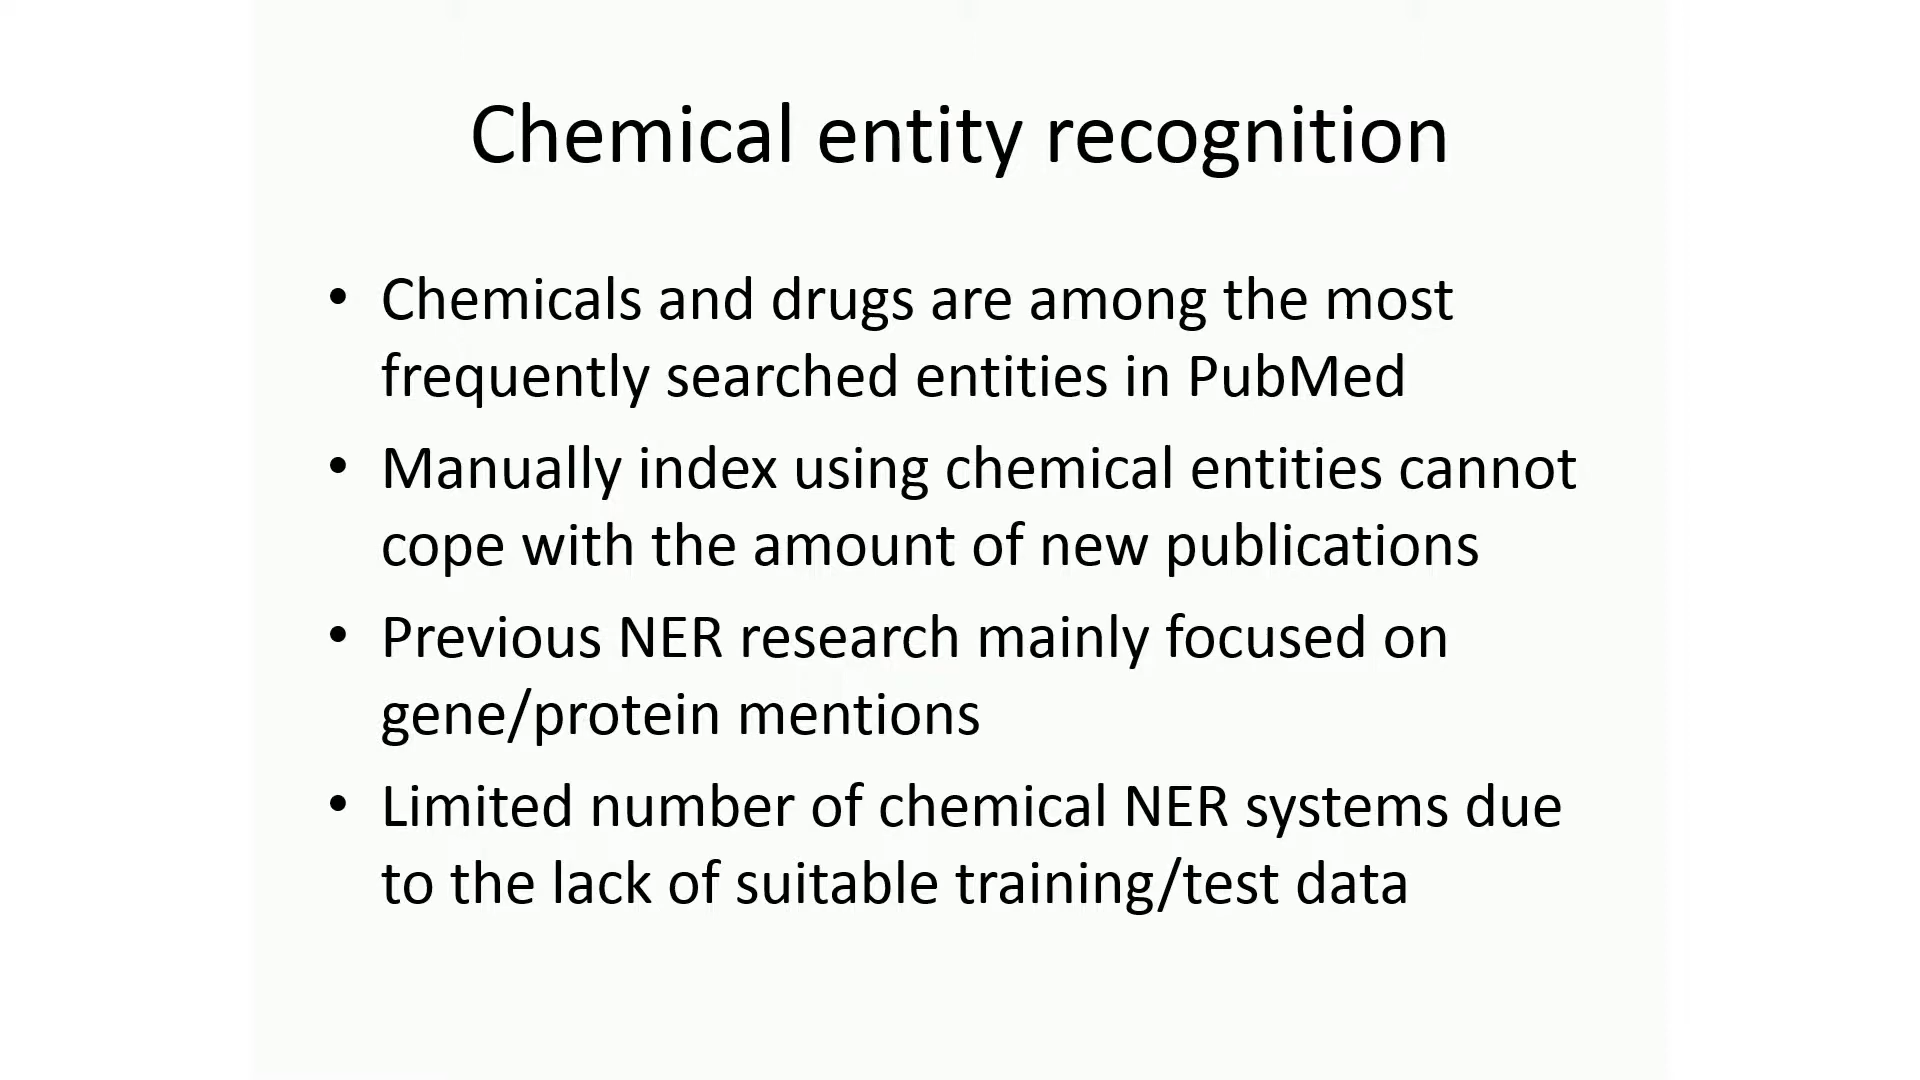 Chemical entity recognition
• Chemicals and drugs are among the most
frequently searched entities in PubMed
• Manually index using chemical entities cannot
cope with the amount of new publications
• Previous NER research mainly focused on
gene/protein mentions
• Limited number of chemical NER systems due
to the lack of suitable training/test data